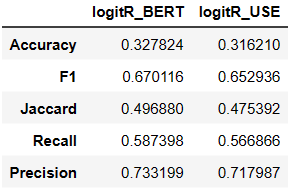 logitR_BERT logitR_USE
Accuracy 0.327824 0.316210
F1 0.670116 0.652936
Jaccard 0.496880 0.475392
Recall 0.587398 0.566866
Precision 0.733199 0.717987